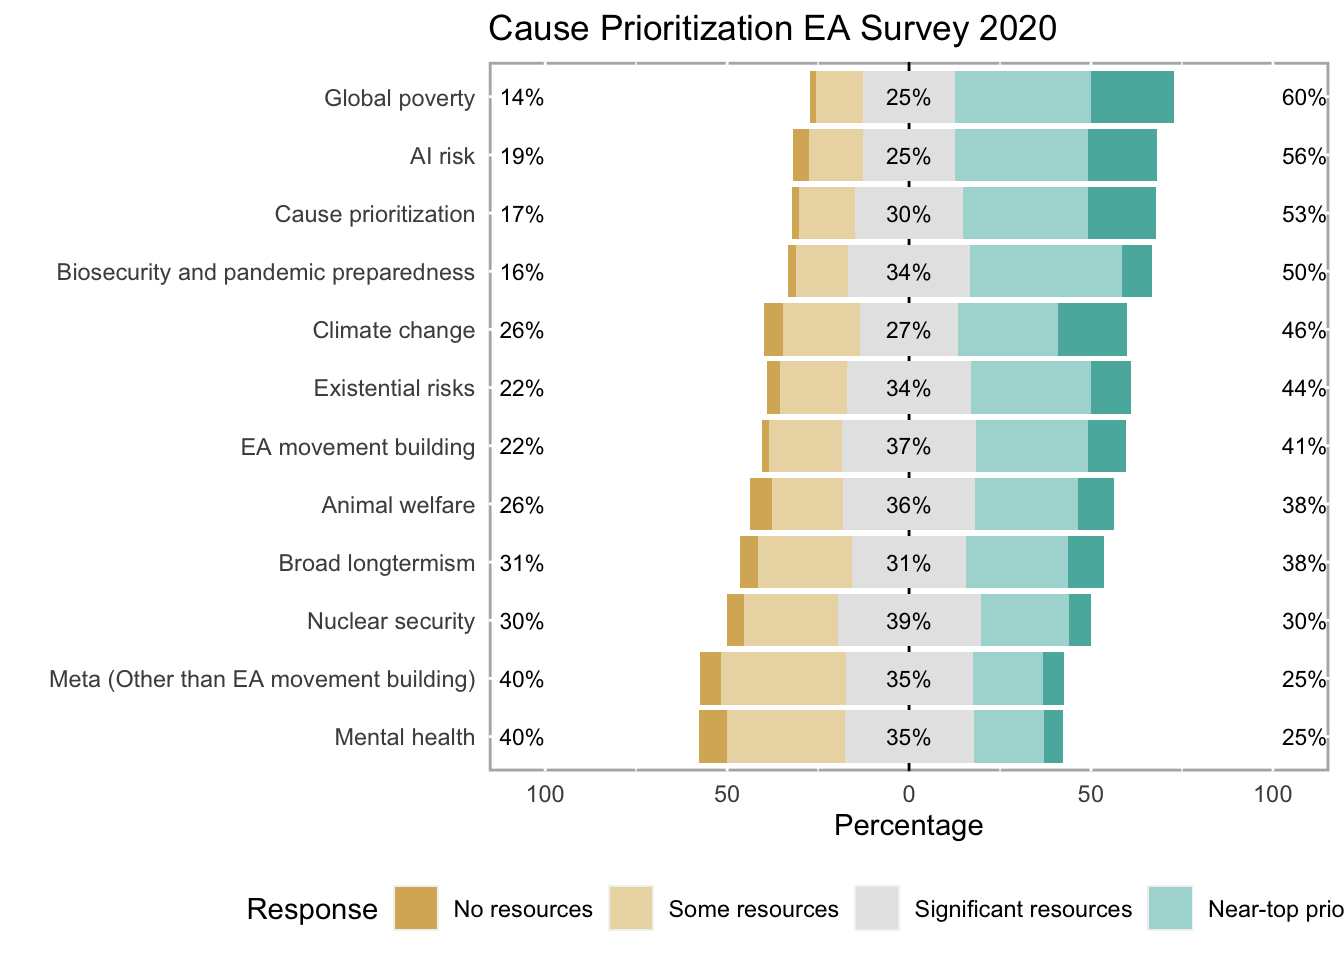 Cause Prioritization EA Survey 2020
Global poverty 14% 25% 60%
AI risk 19% 25% 56%
Cause prioritization 17% 30% 53%
Biosecurity and pandemic preparedness 16% 34% 50%
Climate change 26% 27% 46%
Existential risks 22% 34% 44%
EA movement building 22% 37% 41%
Animal welfare 26% 36% 38%
Broad longtermism 31% 31% 38%
Nuclear security 30% 39% 30%
Meta (Other than EA movement building) 40% 35% 25%
Mental health 40% 35% 25%
100 50 0 50 100
Percentage
Response No resources Some resources Significant resources Near-top prio